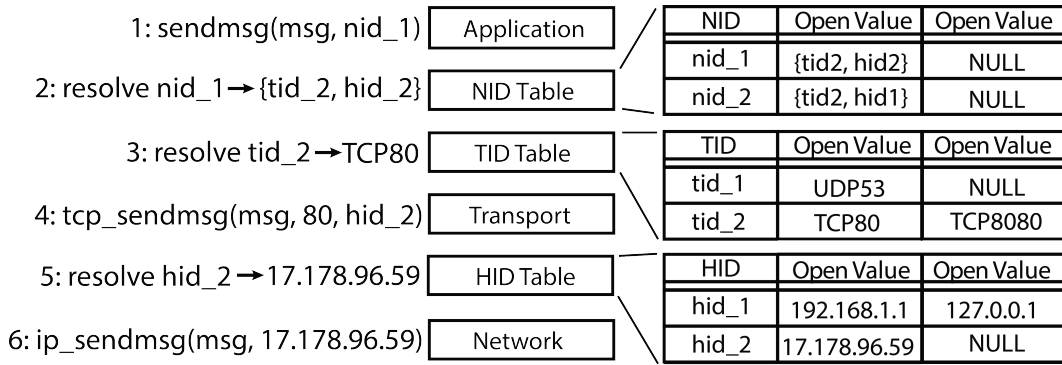 1: sendmsg(msg, nid_1) Application
2: resolve nid_1→{tid_2, hid_2} NID Table
3: resolve tid_2→TCP80 TID Table
4: tcp_sendmsg(msg, 80, hid_2) Transport
5: resolve hid_2→17.178.96.59 HID Table
6: ip_sendmsg(msg, 17.178.96.59) Network
NID Open Value Open Value
nid_1 {tid2, hid2} NULL
nid_2 {tid2, hid1} NULL
TID Open Value Open Value
tid_1 UDP53 NULL
tid_2 TCP80 TCP8080
HID Open Value Open Value
hid_1 192.168.1.1 127.0.0.1
hid_2 17.178.96.59 NULL